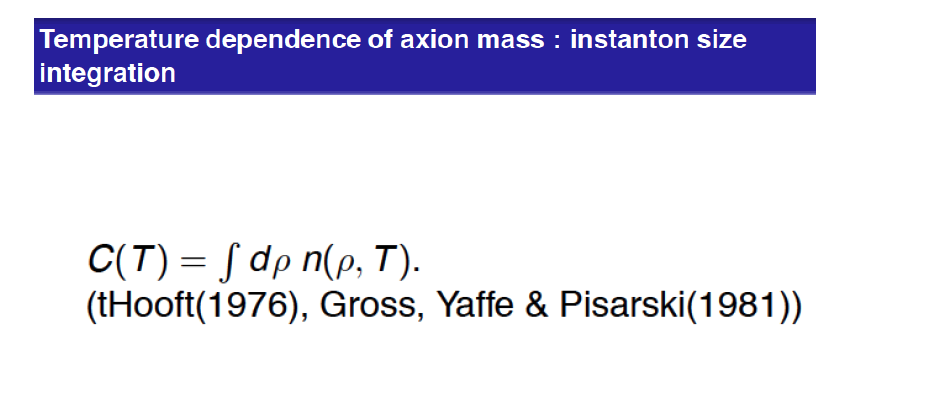 Temperature dependence of axion mass : instanton size
integration
C(T) = ∫ dρ n(ρ, T).
(tHooft(1976), Gross, Yaffe & Pisarski(1981))